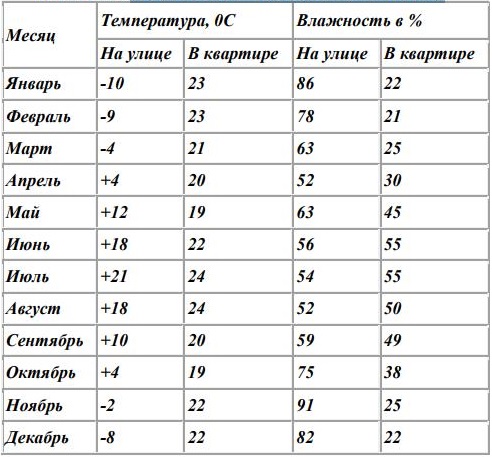 Месяц Температура, 0С Влажность в %
На улице В квартире На улице В квартире
Январь -10 23 86 22
Февраль -9 23 78 21
Март -4 21 63 25
Апрель +4 20 52 30
Май +12 19 63 45
Июнь +18 22 56 55
Июль +21 24 54 55
Август +18 24 52 50
Сентябрь +10 20 59 49
Октябрь +4 19 75 38
Ноябрь -2 22 91 25
Декабрь -8 22 82 22